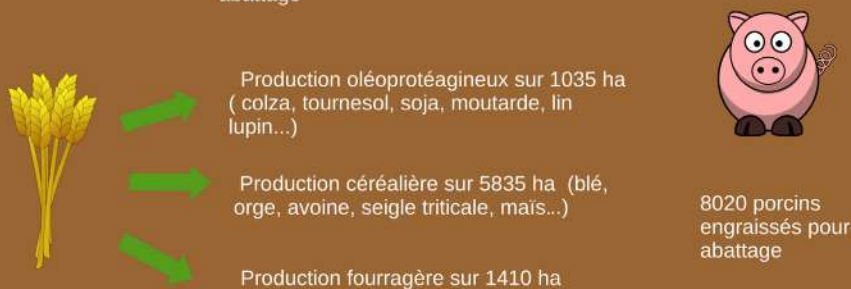 abattage
Production oléoprotéagineux sur 1035 ha
( colza, tournesol, soja, moutarde, lin
lupin...)
Production céréalière sur 5835 ha (blé,
orge, avoine, seigle triticale, maïs...)
Production fourragère sur 1410 ha
8020 porcins
engraissés pour
abattage